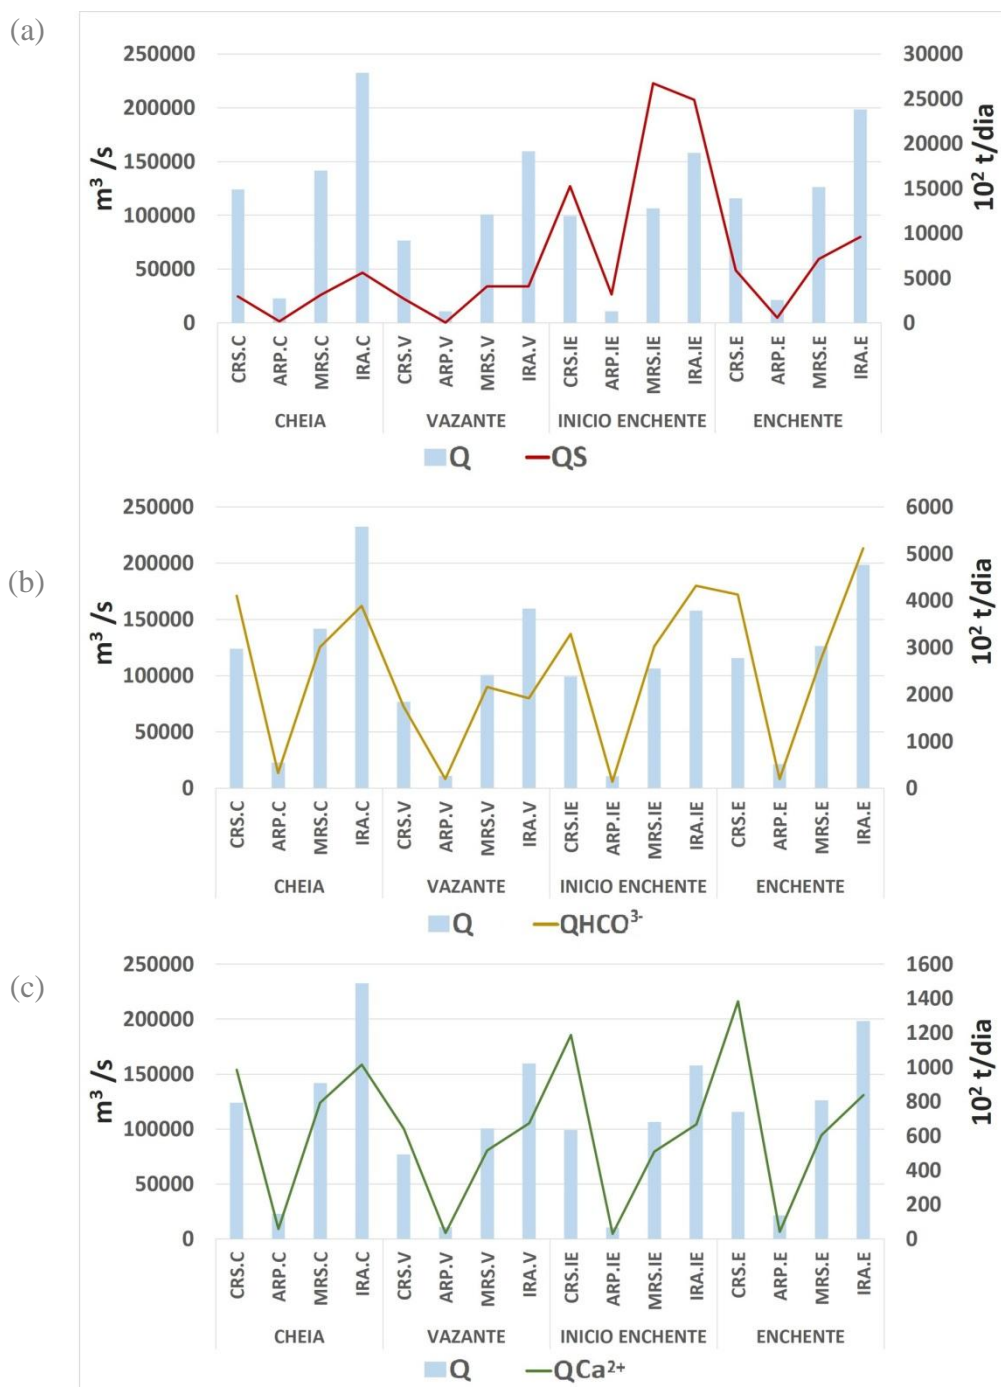 (a)
250000
200000
150000
100000
50000
0
m³ /s
30000
25000
20000
15000
10000
5000
0
10² t/dia
CRS.C
ARP.C
MRS.C
IRA.C
CRS.V
ARP.V
MRS.V
IRA.V
CRS.IE
ARP.IE
MRS.IE
IRA.IE
CRS.E
ARP.E
MRS.E
IRA.E
CHEIA VAZANTE INICIO ENCHENTE ENCHENTE
Q QS
(b)
250000
200000
150000
100000
50000
0
m³ /s
6000
5000
4000
3000
2000
1000
0
10² t/dia
CRS.C
ARP.C
MRS.C
IRA.C
CRS.V
ARP.V
MRS.V
IRA.V
CRS.IE
ARP.IE
MRS.IE
IRA.IE
CRS.E
ARP.E
MRS.E
IRA.E
CHEIA VAZANTE INICIO ENCHENTE ENCHENTE
Q QHCO³⁻
(c)
250000
200000
150000
100000
50000
0
m³ /s
1600
1400
1200
1000
800
600
400
200
0
10² t/dia
CRS.C
ARP.C
MRS.C
IRA.C
CRS.V
ARP.V
MRS.V
IRA.V
CRS.IE
ARP.IE
MRS.IE
IRA.IE
CRS.E
ARP.E
MRS.E
IRA.E
CHEIA VAZANTE INICIO ENCHENTE ENCHENTE
Q QCa²⁺